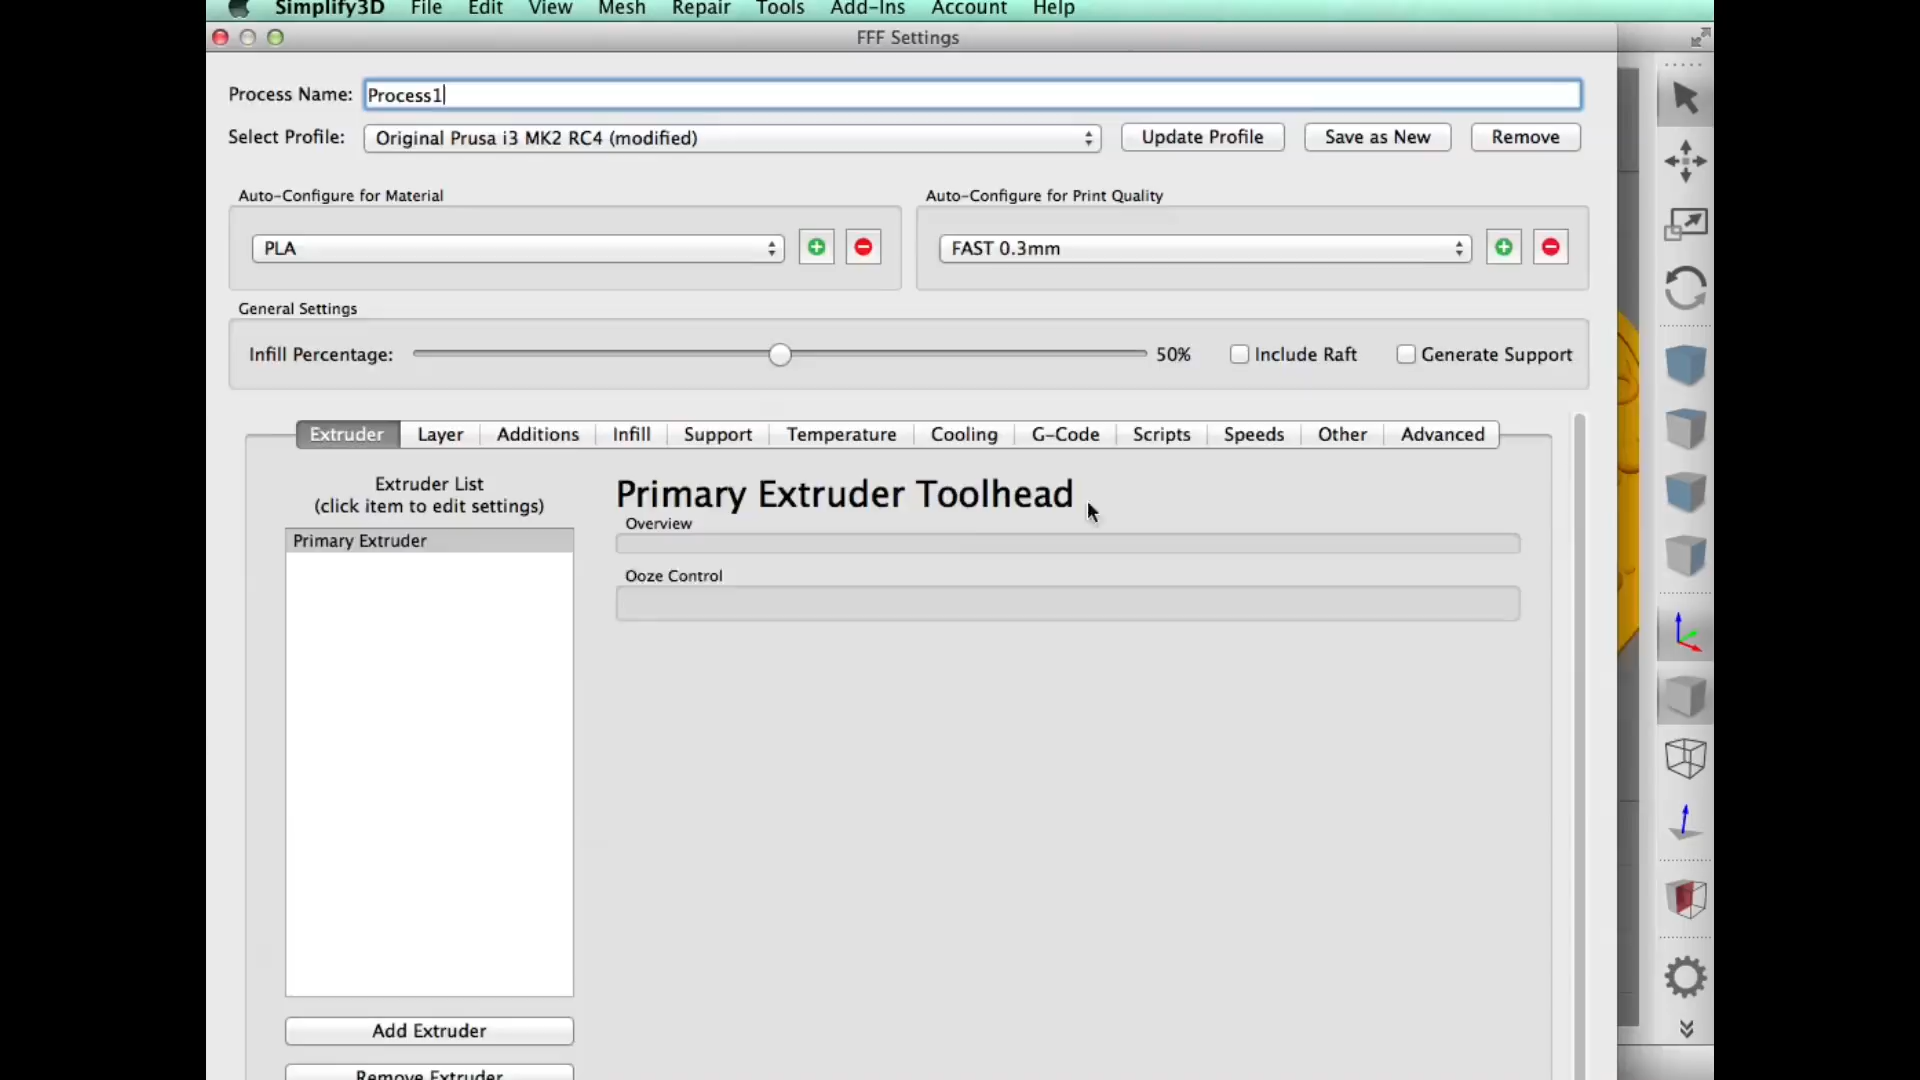 Simplify3D File Edit View Mesh Repair Tools Add-Ins Account Help
FFF Settings
Process Name: Process1
Select Profile: Original Prusa i3 MK2 RC4 (modified) Update Profile Save as New Remove
Auto-Configure for Material Auto-Configure for Print Quality
PLA FAST 0.3mm
General Settings
Infill Percentage: 50% Include Raft Generate Support
Extruder Layer Additions Infill Support Temperature Cooling G-Code Scripts Speeds Other Advanced
Extruder List
(click item to edit settings)
Primary Extruder
Primary Extruder Toolhead
Overview
Ooze Control
Add Extruder
Remove Extruder